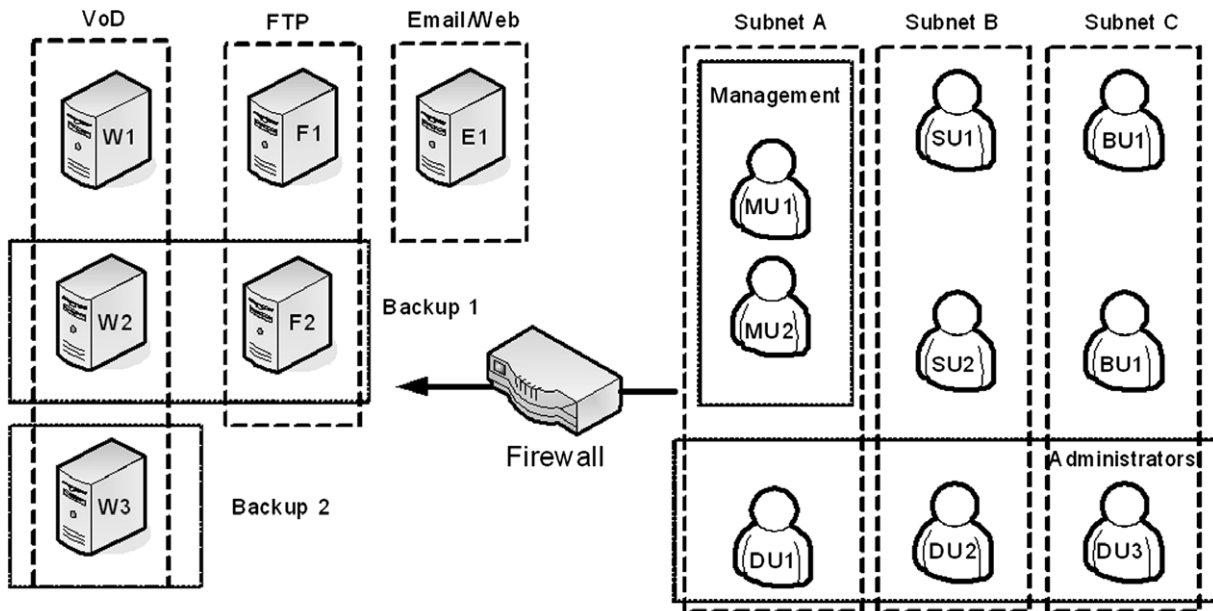 VoD FTP Email/Web Subnet A Subnet B Subnet C
Management
W1 F1 E1 SU1 BU1
MU1
W2 F2 Backup 1 MU2 SU2 BU1
Firewall
Administrators
W3 Backup 2
DU1 DU2 DU3